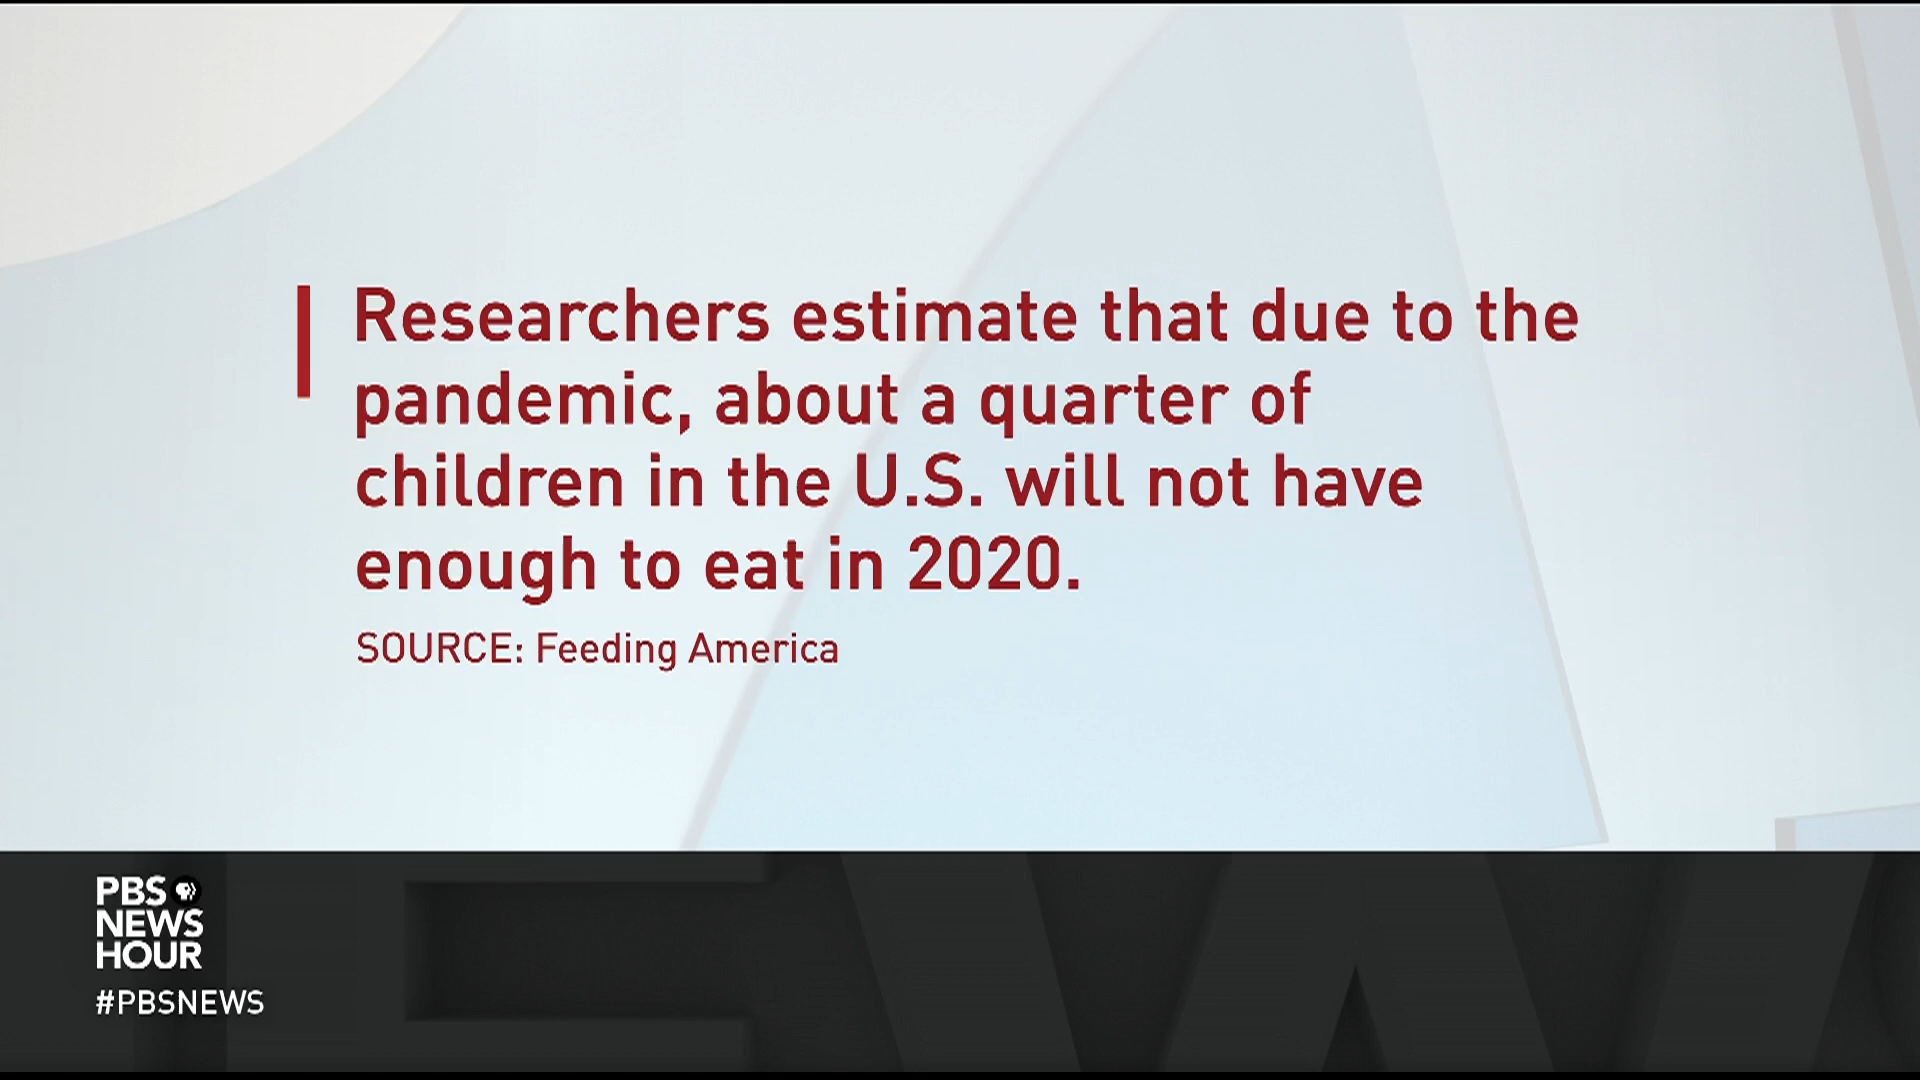 Researchers estimate that due to the
pandemic, about a quarter of
children in the U.S. will not have
enough to eat in 2020.
SOURCE: Feeding America
PBS
NEWS
HOUR
#PBSNEWS